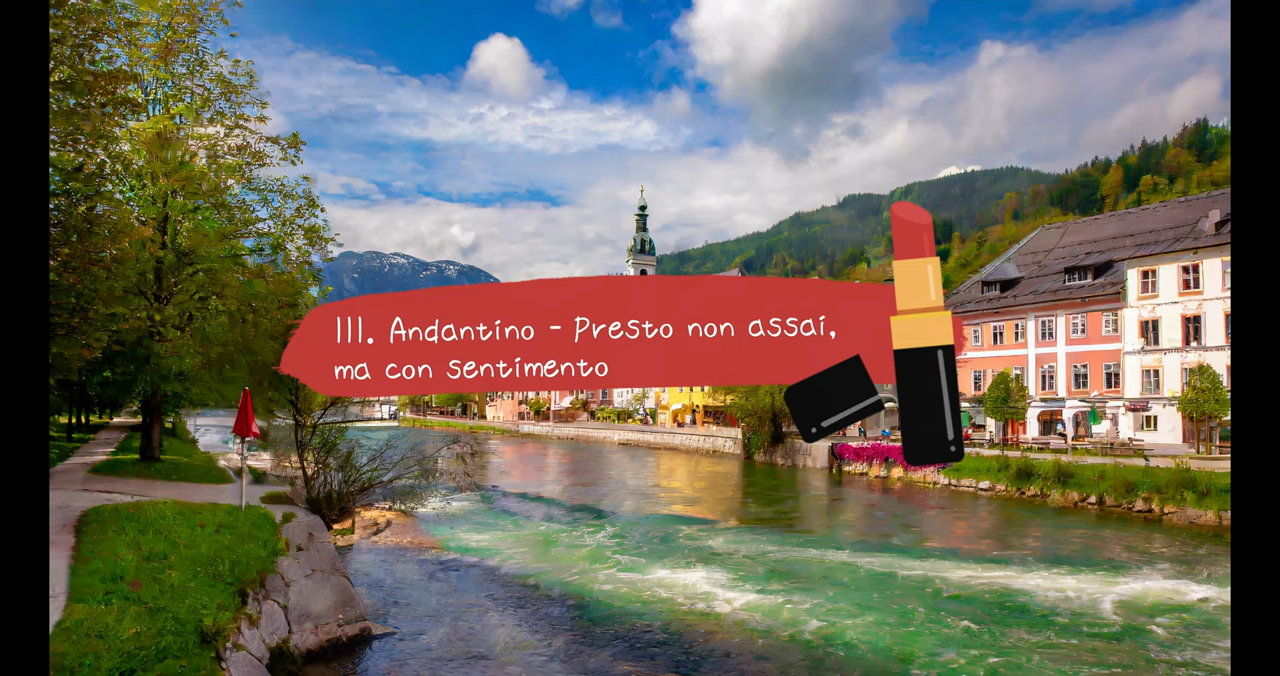 III. Andantino - Presto non assai,
ma con sentimento